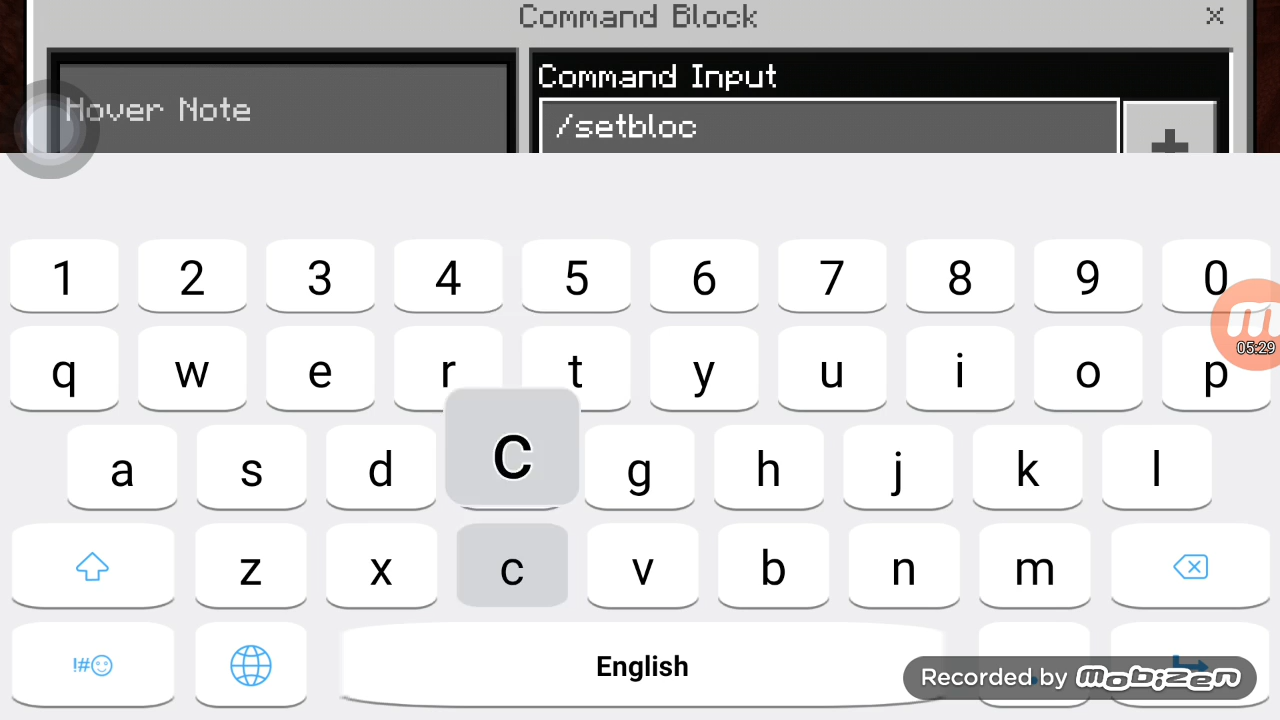 Command Block
Hover Note
Command Input
/setbloc
1 2 3 4 5 6 7 8 9 0
05:29
q w e r t y u i o p
C
a s d g h j k l
z x c v b n m
!#☺ English
Recorded by mobizen